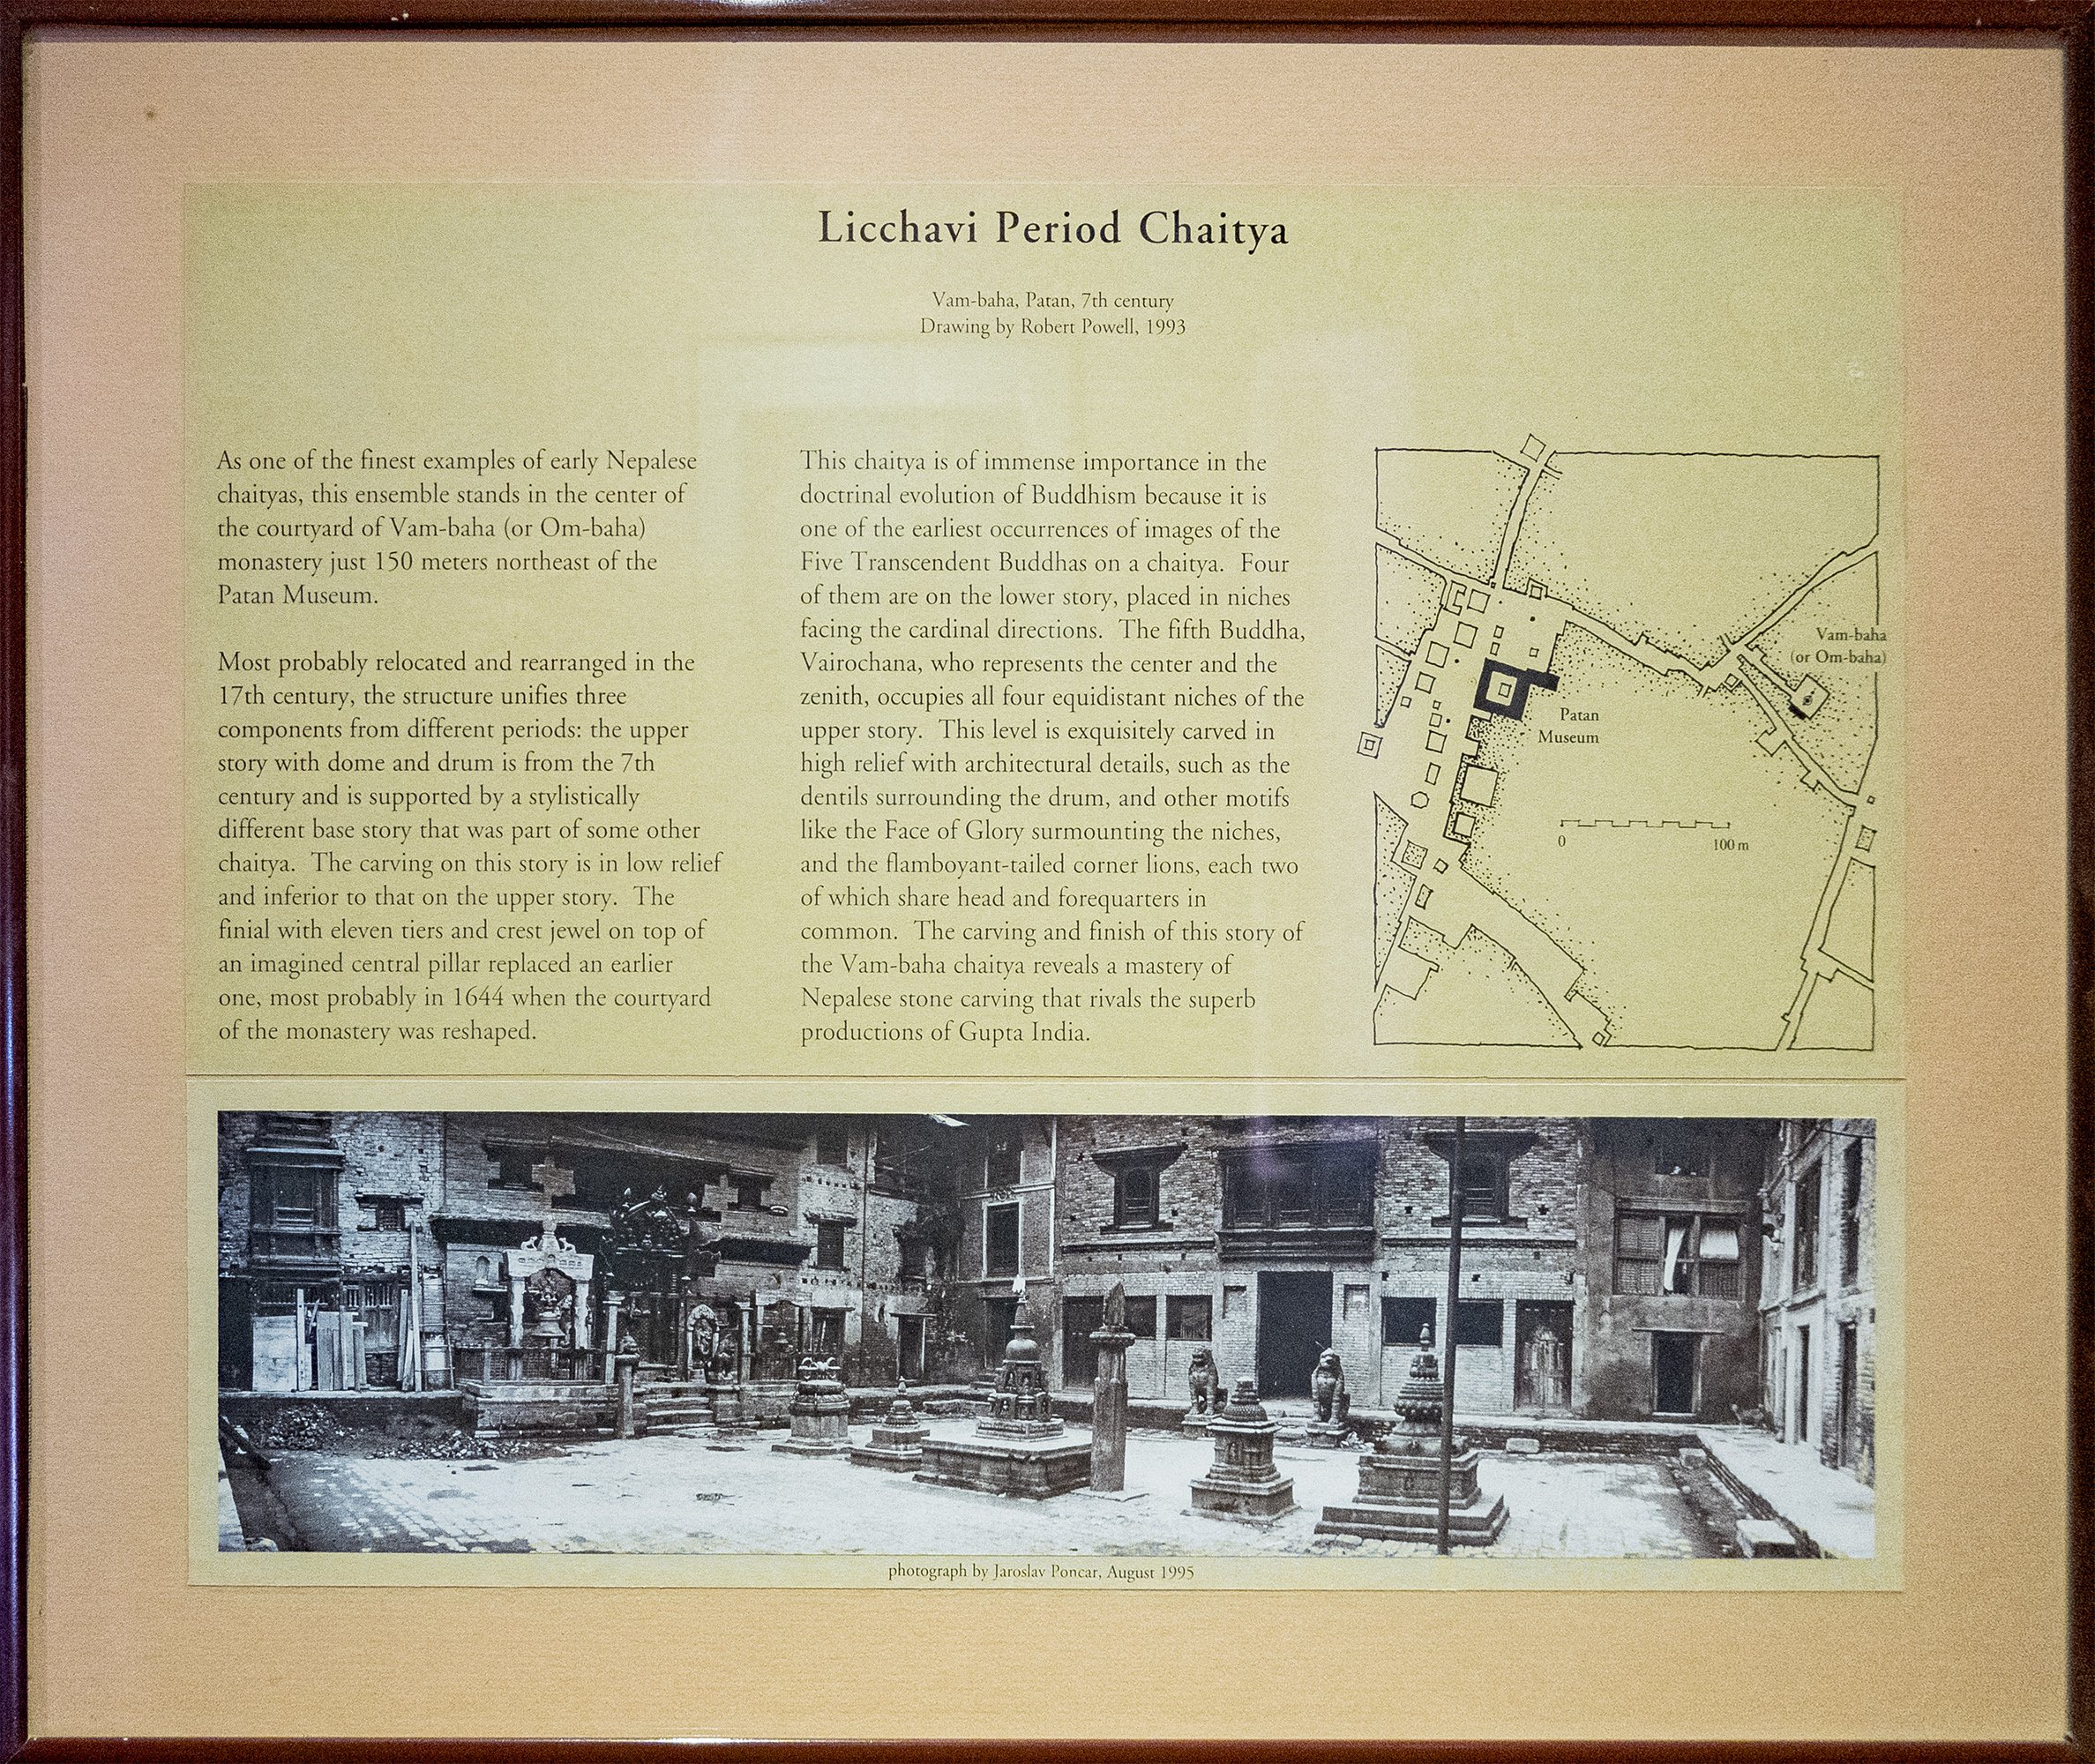 Licchavi Period Chaitya
Vam-baha, Patan, 7th century
Drawing by Robert Powell, 1993
As one of the finest examples of early Nepalese
chaityas, this ensemble stands in the center of
the courtyard of Vam-baha (or Om-baha)
monastery just 150 meters northeast of the
Patan Museum.
Most probably relocated and rearranged in the
17th century, the structure unifies three
components from different periods: the upper
story with dome and drum is from the 7th
century and is supported by a stylistically
different base story that was part of some other
chaitya. The carving on this story is in low relief
and inferior to that on the upper story. The
finial with eleven tiers and crest jewel on top of
an imagined central pillar replaced an earlier
one, most probably in 1644 when the courtyard
of the monastery was reshaped.
This chaitya is of immense importance in the
doctrinal evolution of Buddhism because it is
one of the earliest occurrences of images of the
Five Transcendent Buddhas on a chaitya. Four
of them are on the lower story, placed in niches
facing the cardinal directions. The fifth Buddha,
Vairochana, who represents the center and the
zenith, occupies all four equidistant niches of the
upper story. This level is exquisitely carved in
high relief with architectural details, such as the
dentils surrounding the drum, and other motifs
like the Face of Glory surmounting the niches,
and the flamboyant-tailed corner lions, each two
of which share head and forequarters in
common. The carving and finish of this story of
the Vam-baha chaitya reveals a mastery of
Nepalese stone carving that rivals the superb
productions of Gupta India.
Vam-baha
(or Om-baha)
Patan
Museum
0
100 m
photograph by Jaroslav Poncar, August 1995